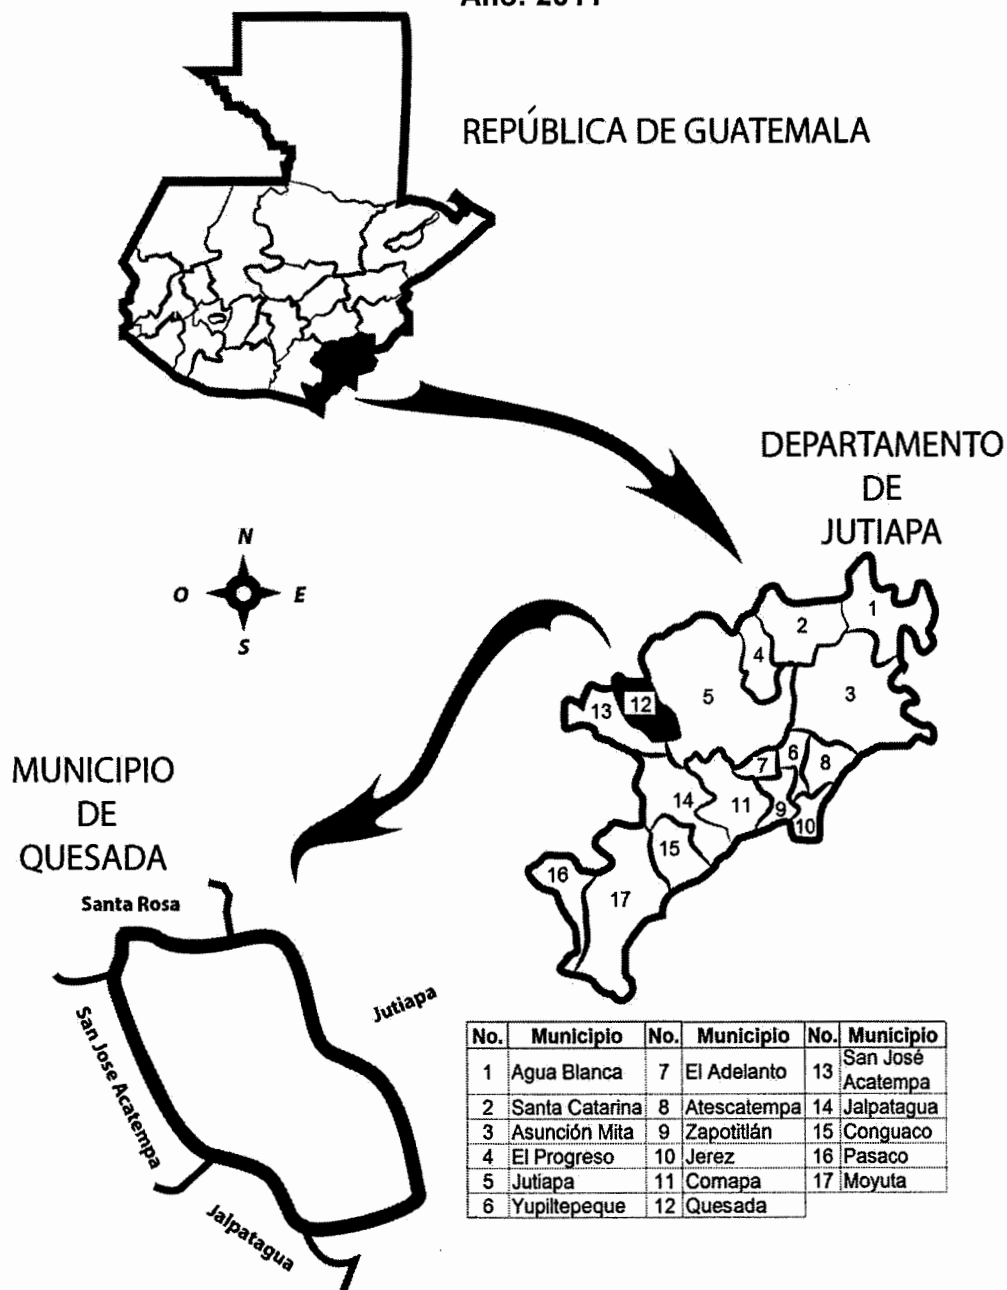 Año: 2011
REPÚBLICA DE GUATEMALA
DEPARTAMENTO
DE
JUTIAPA
N
O
E
S
1
2
4
3
5
13
12
6
7
8
14
11
9
10
15
16
17
MUNICIPIO
DE
QUESADA
Santa Rosa
Jutiapa
San Jose Acatempa
Jalpatagua
No. Municipio No. Municipio No. Municipio
1 Agua Blanca 7 El Adelanto 13 San José Acatempa
2 Santa Catarina 8 Atescatempa 14 Jalpatagua
3 Asunción Mita 9 Zapotitlán 15 Conguaco
4 El Progreso 10 Jerez 16 Pasaco
5 Jutiapa 11 Comapa 17 Moyuta
6 Yupiltepeque 12 Quesada